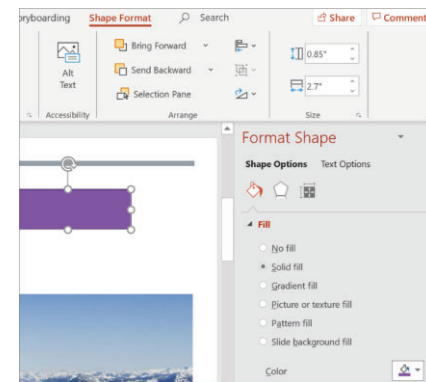 oryboarding Shape Format Search Share Comment
Bring Forward
Send Backward
Selection Pane
Alt
Text
0.85"
2.7"
Accessibility Arrange Size
Format Shape
Shape Options Text Options
Fill
No fill
Solid fill
Gradient fill
Picture or texture fill
Pattern fill
Slide background fill
Color